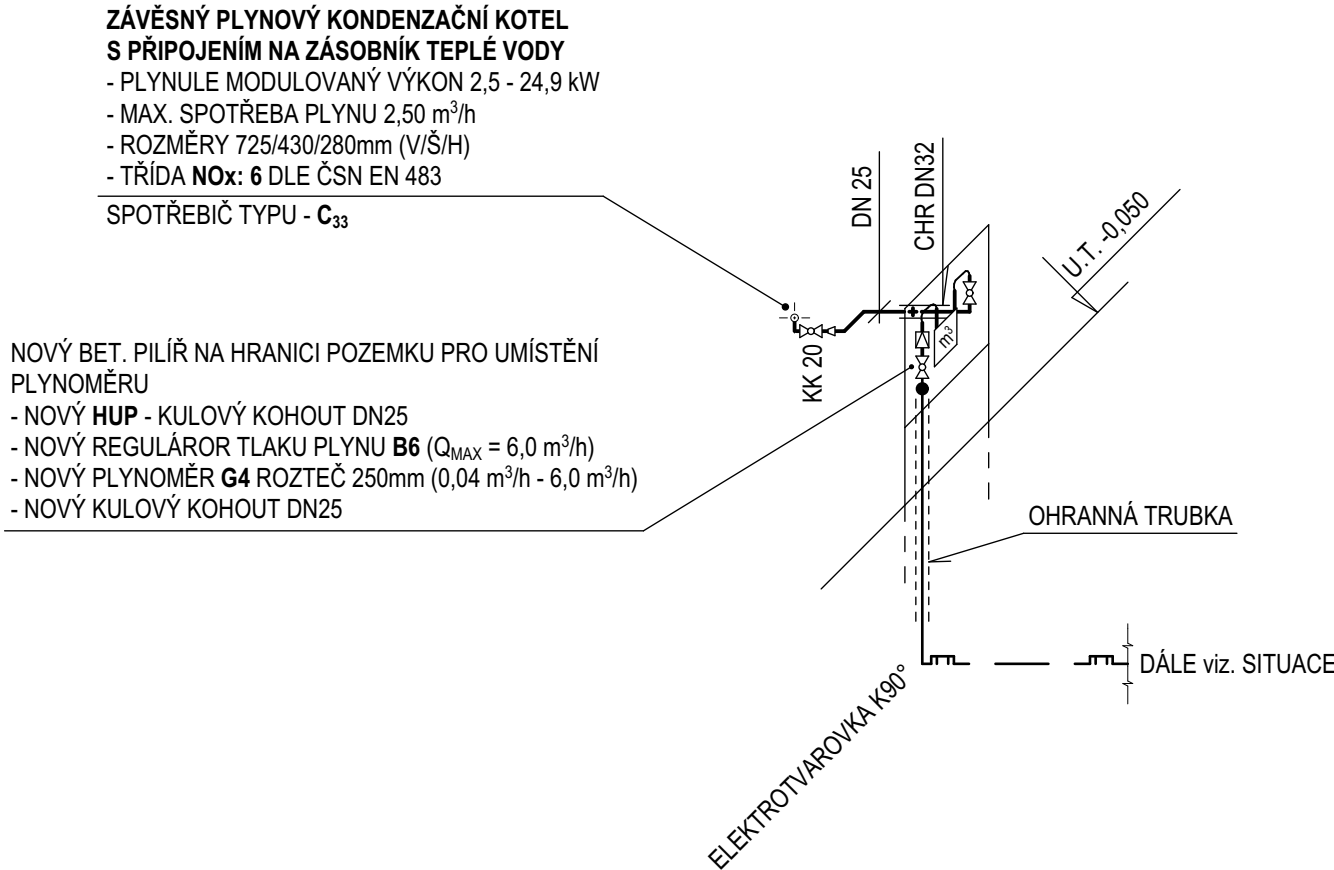 ZÁVĚSNÝ PLYNOVÝ KONDENZAČNÍ KOTEL
S PŘIPOJENÍM NA ZÁSOBNÍK TEPLÉ VODY
- PLYNULE MODULOVANÝ VÝKON 2,5 - 24,9 kW
- MAX. SPOTŘEBA PLYNU 2,50 m³/h
- ROZMĚRY 725/430/280mm (V/Š/H)
- TŘÍDA NOx: 6 DLE ČSN EN 483
SPOTŘEBIČ TYPU - C₃₃
DN 25
CHR DN32
U.T. -0,050
m³
KK 20
NOVÝ BET. PILÍŘ NA HRANICI POZEMKU PRO UMÍSTĚNÍ
PLYNOMĚRU
- NOVÝ HUP - KULOVÝ KOHOUT DN25
- NOVÝ REGULÁROR TLAKU PLYNU B6 (QMAX = 6,0 m³/h)
- NOVÝ PLYNOMĚR G4 ROZTEČ 250mm (0,04 m³/h - 6,0 m³/h)
- NOVÝ KULOVÝ KOHOUT DN25
OHRANNÁ TRUBKA
DÁLE viz. SITUACE
ELEKTROTVAROVKA K90°